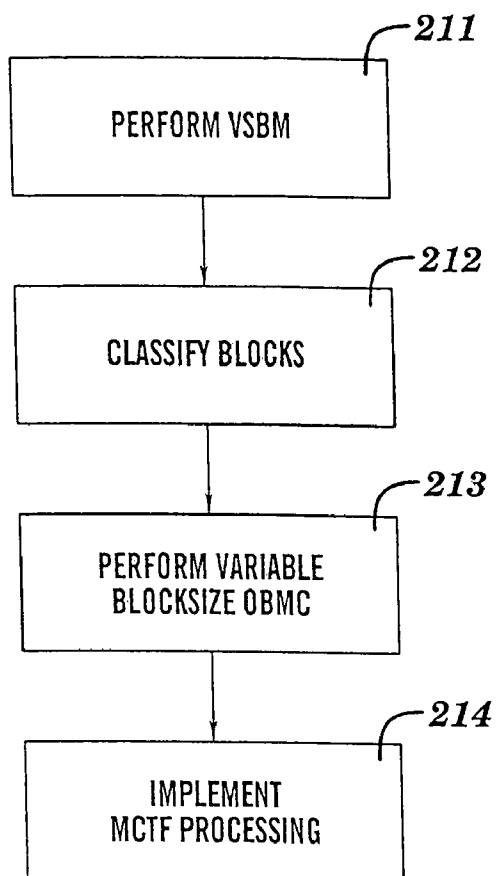 211
PERFORM VSBM
212
CLASSIFY BLOCKS
213
PERFORM VARIABLE
BLOCKSIZE OBMC
214
IMPLEMENT
MCTF PROCESSING